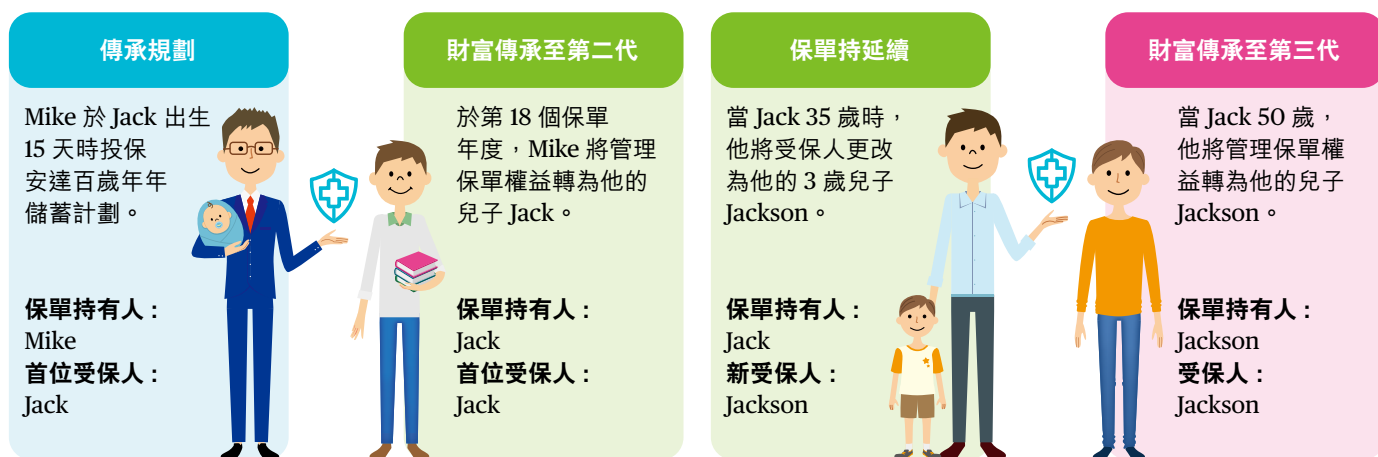 傳承規劃
Mike 於 Jack 出生
15 天時投保
安達百歲年年
儲蓄計劃。
保單持有人：
Mike
首位受保人：
Jack
財富傳承至第二代
於第 18 個保單
年度，Mike 將管理
保單權益轉為他的
兒子 Jack。
保單持有人：
Jack
首位受保人：
Jack
保單持延續
當 Jack 35 歲時，
他將受保人更改
為他的 3 歲兒子
Jackson。
保單持有人：
Jack
新受保人：
Jackson
財富傳承至第三代
當 Jack 50 歲，
他將管理保單權
益轉為他的兒子
Jackson。
保單持有人：
Jackson
受保人：
Jackson